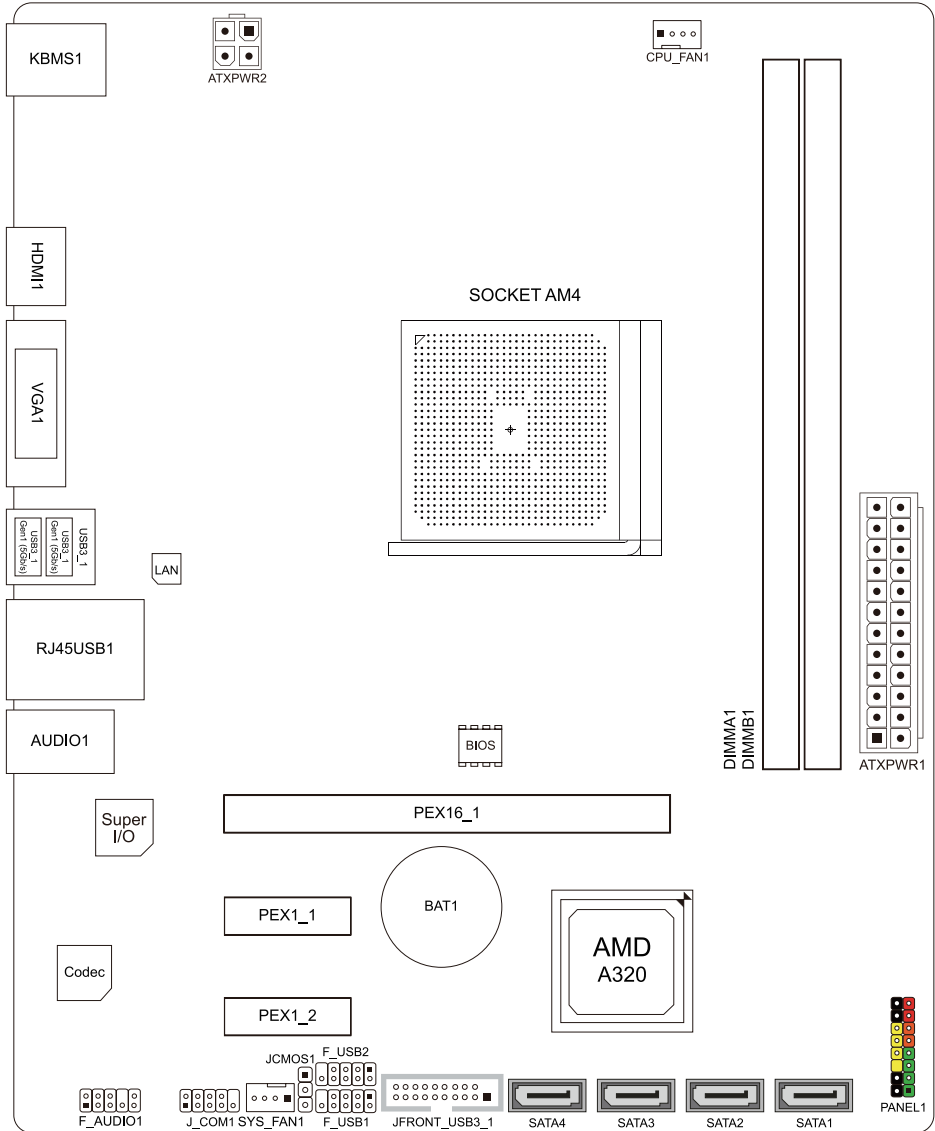 KBMS1
ATXPWR2
CPU_FAN1
HDMI1
SOCKET AM4
VGA1
USB3_1
USB3_1
Gen1 (5Gb/s)
USB3_1
Gen1 (5Gb/s)
LAN
RJ45USB1
AUDIO1
BIOS
DIMMA1
DIMMB1
ATXPWR1
Super
I/O
PEX16_1
PEX1_1
BAT1
AMD
A320
Codec
PEX1_2
JCMOS1
F_USB2
F_AUDIO1
J_COM1
SYS_FAN1
F_USB1
JFRONT_USB3_1
SATA4
SATA3
SATA2
SATA1
PANEL1